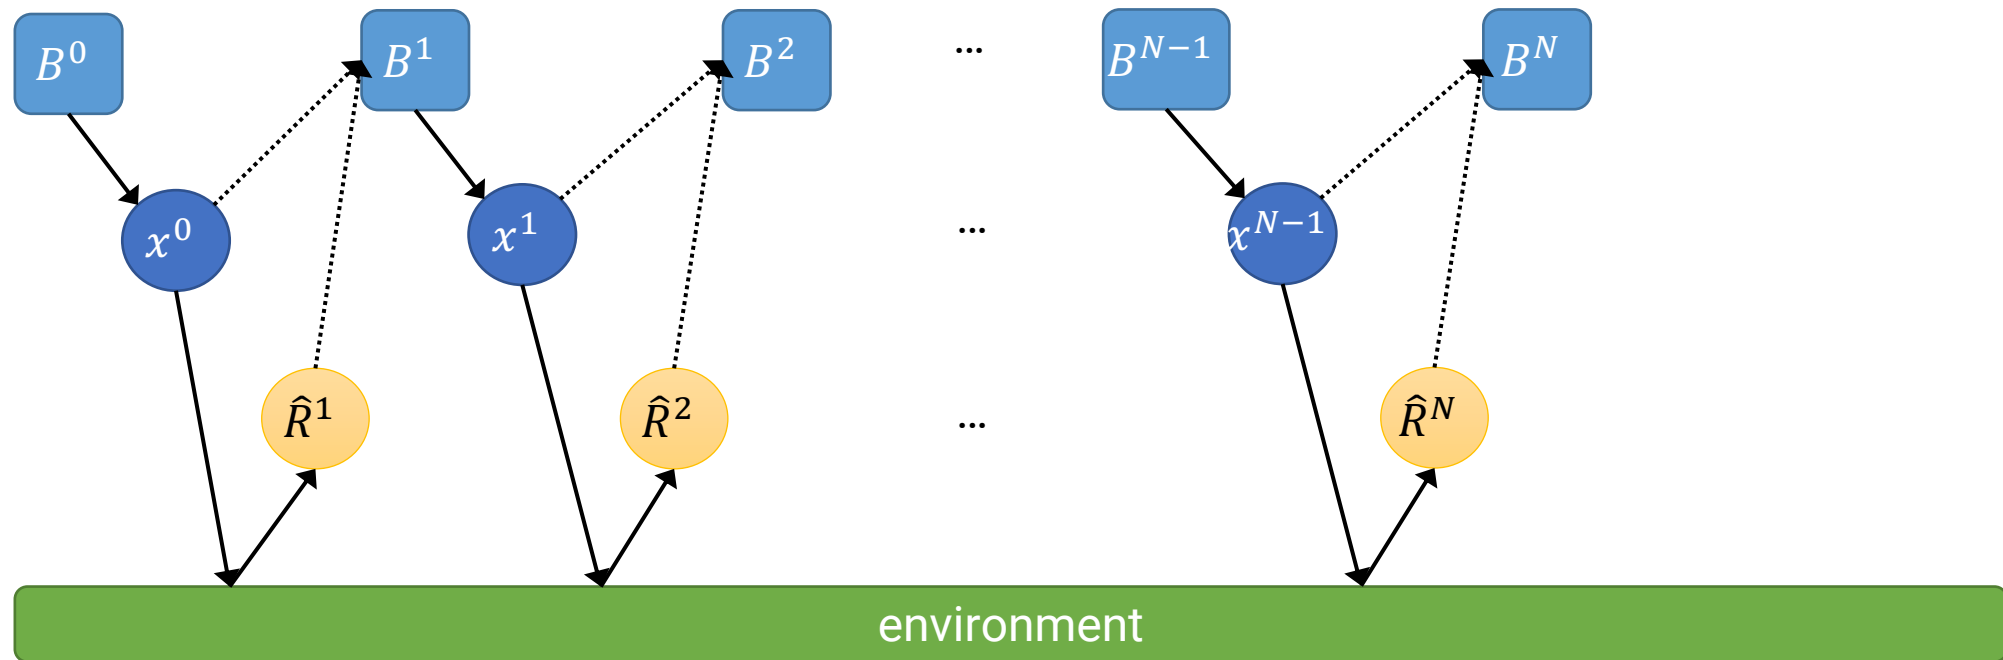 B^0 B^1 B^2 ... B^{N-1} B^N
x^0 x^1 ... x^{N-1}
R̂^1 R̂^2 ... R̂^N
environment